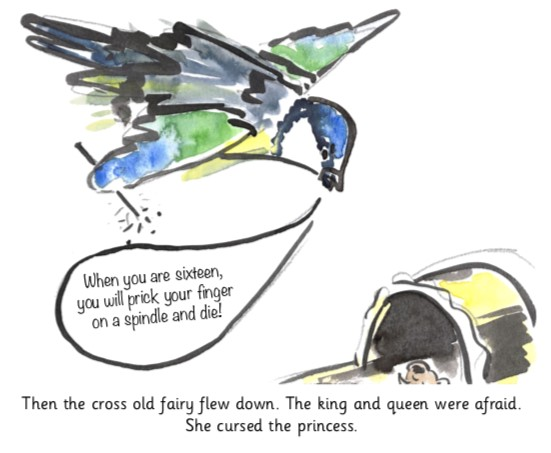 When you are sixteen,
you will prick your finger
on a spindle and die!
Then the cross old fairy flew down. The king and queen were afraid.
She cursed the princess.